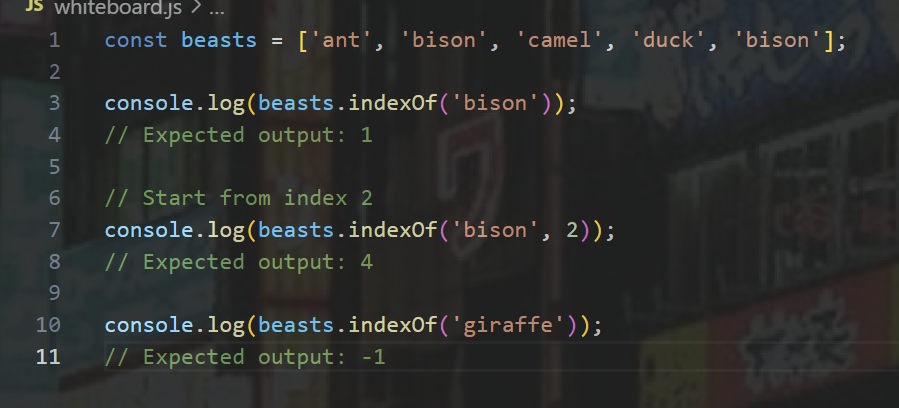 JS whiteboard.js > ...
1 const beasts = ['ant', 'bison', 'camel', 'duck', 'bison'];
2
3 console.log(beasts.indexOf('bison'));
4 // Expected output: 1
5
6 // Start from index 2
7 console.log(beasts.indexOf('bison', 2));
8 // Expected output: 4
9
10 console.log(beasts.indexOf('giraffe'));
11 // Expected output: -1